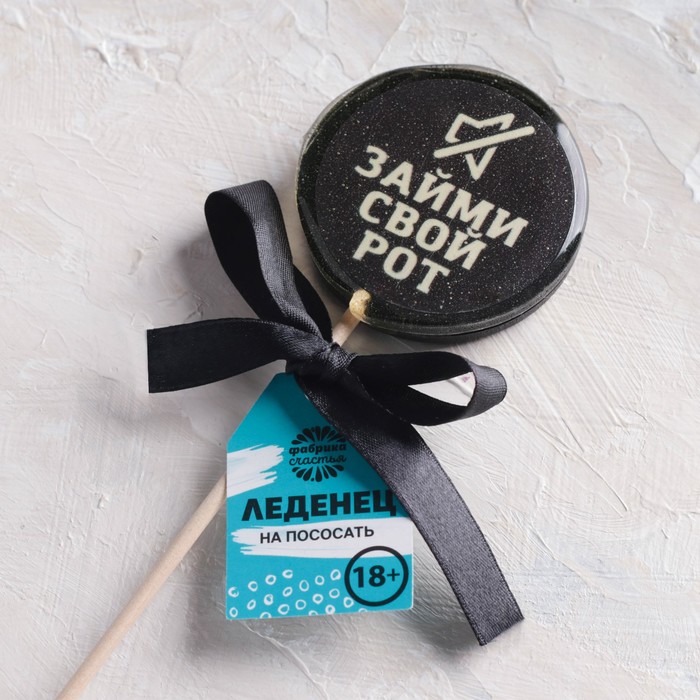 ЗАЙМИ
СВОЙ
РОТ
фабрика
счастья
ЛЕДЕНЕЦ
НА ПОСОСАТЬ
18+